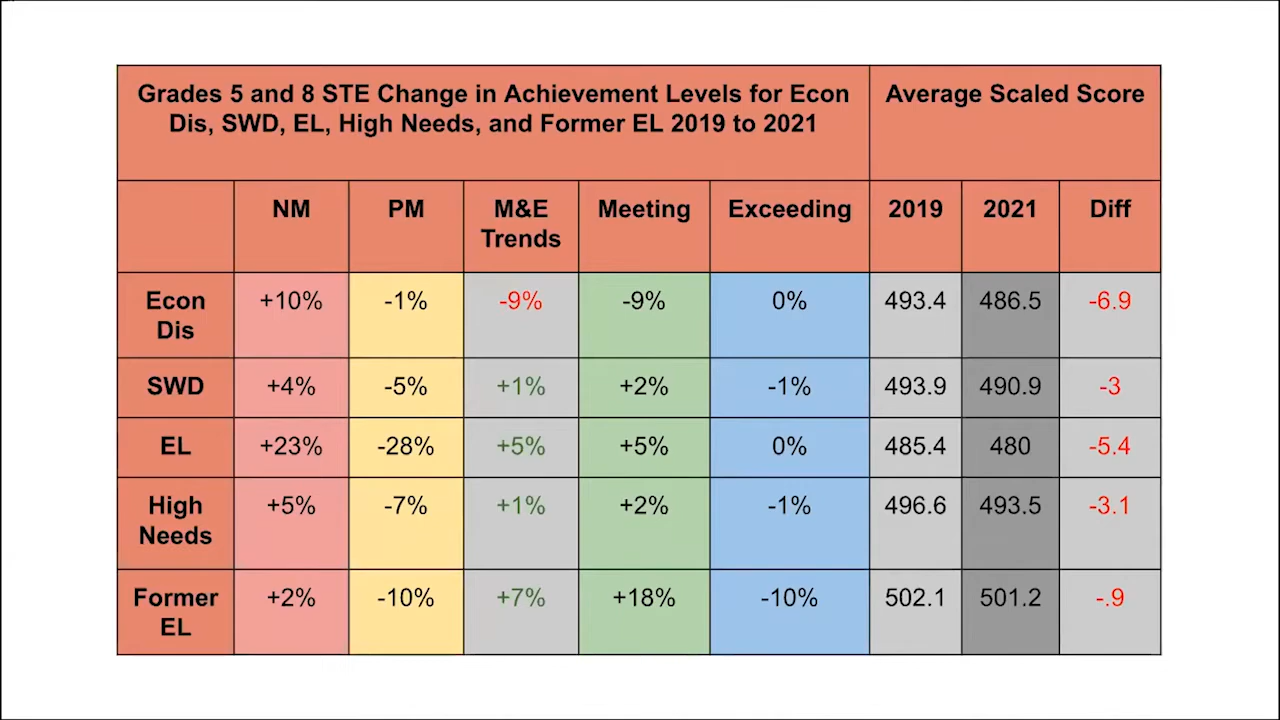 Grades 5 and 8 STE Change in Achievement Levels for Econ
Dis, SWD, EL, High Needs, and Former EL 2019 to 2021
Average Scaled Score
NM PM M&E Trends Meeting Exceeding 2019 2021 Diff
Econ Dis +10% -1% -9% -9% 0% 493.4 486.5 -6.9
SWD +4% -5% +1% +2% -1% 493.9 490.9 -3
EL +23% -28% +5% +5% 0% 485.4 480 -5.4
High Needs +5% -7% +1% +2% -1% 496.6 493.5 -3.1
Former EL +2% -10% +7% +18% -10% 502.1 501.2 -.9